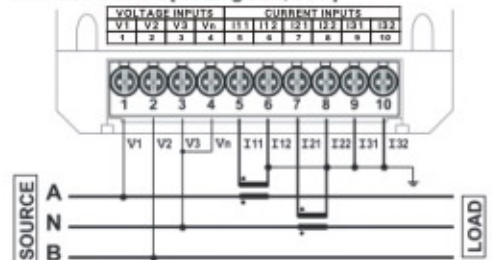 VOLTAGE INPUTS CURRENT INPUTS
V1 V2 V3 Vn I11 I12 I21 I22 I31 I32
1 2 3 4 5 6 7 8 9 10
1 2 3 4 5 6 7 8 9 10
V1 V2 V3 Vn I11 I12 I21 I22 I31 I32
SOURCE
A
N
B
LOAD